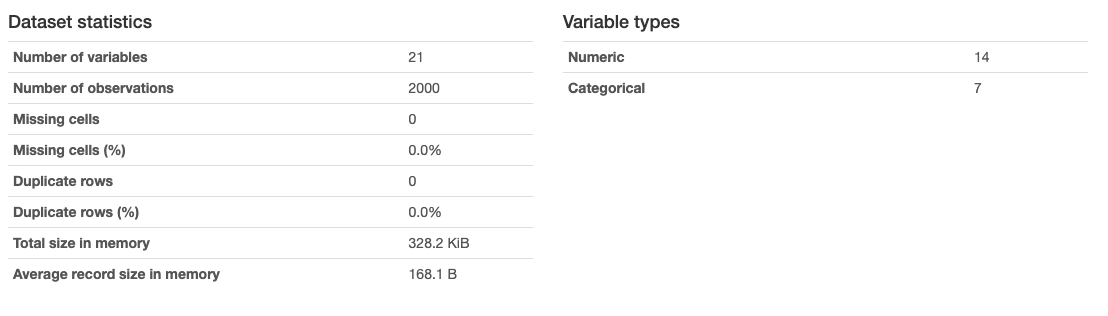 Dataset statistics
Number of variables 21
Number of observations 2000
Missing cells 0
Missing cells (%) 0.0%
Duplicate rows 0
Duplicate rows (%) 0.0%
Total size in memory 328.2 KiB
Average record size in memory 168.1 B
Variable types
Numeric 14
Categorical 7